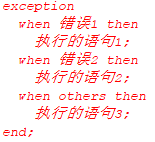 exception
when 错误1 then
执行的语句1;
when 错误2 then
执行的语句2;
when others then
执行的语句3;
end;